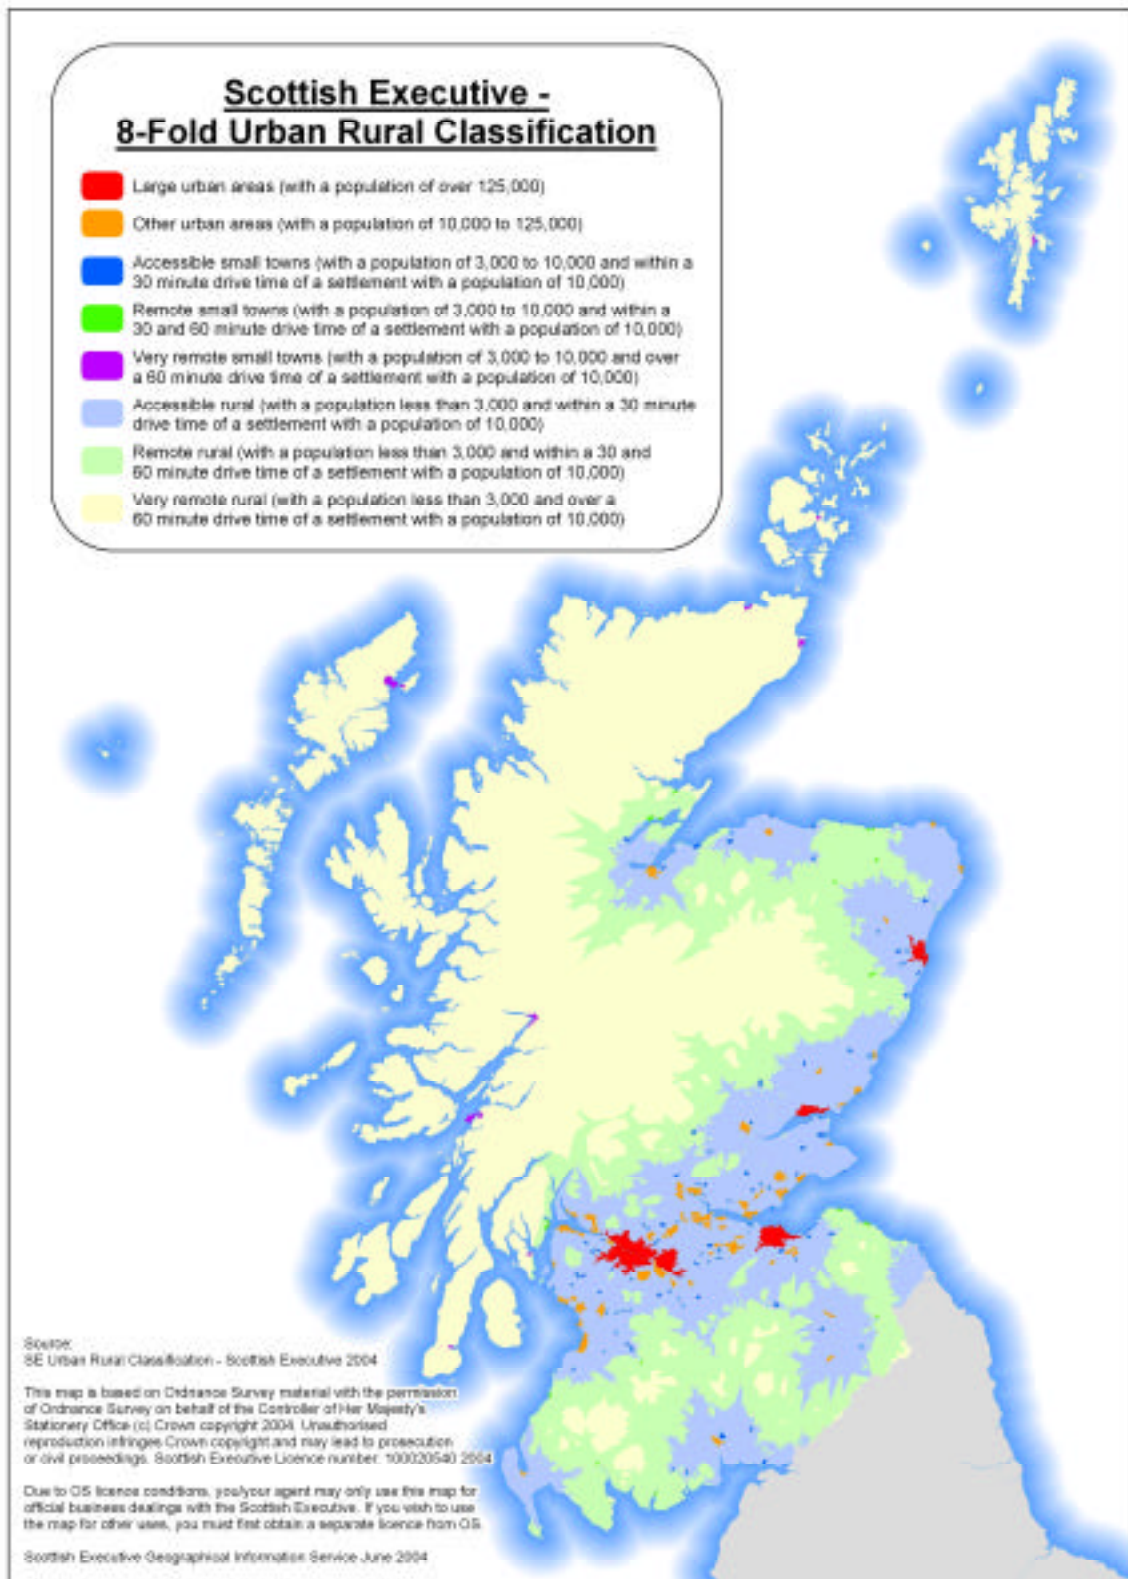 Scottish Executive -
8-Fold Urban Rural Classification
Large urban areas (with a population of over 125,000)
Other urban areas (with a population of 10,000 to 125,000)
Accessible small towns (with a population of 3,000 to 10,000 and within a
30 minute drive time of a settlement with a population of 10,000)
Remote small towns (with a population of 3,000 to 10,000 and within a
30 and 60 minute drive time of a settlement with a population of 10,000)
Very remote small towns (with a population of 3,000 to 10,000 and over
a 60 minute drive time of a settlement with a population of 10,000)
Accessible rural (with a population less than 3,000 and within a 30 minute
drive time of a settlement with a population of 10,000)
Remote rural (with a population less than 3,000 and within a 30 and
60 minute drive time of a settlement with a population of 10,000)
Very remote rural (with a population less than 3,000 and over a
60 minute drive time of a settlement with a population of 10,000)
Source:
SE Urban Rural Classification - Scottish Executive 2004
This map is based on Ordnance Survey material with the permission
of Ordnance Survey on behalf of the Controller of Her Majesty's
Stationery Office (c) Crown copyright 2004. Unauthorised
reproduction infringes Crown copyright and may lead to prosecution
or civil proceedings. Scottish Executive Licence number: 100020540 2004
Due to OS licence conditions, you/your agent may only use this map for
official business dealings with the Scottish Executive. If you wish to use
the map for other uses, you must first obtain a separate licence from OS.
Scottish Executive Geographical Information Service June 2004